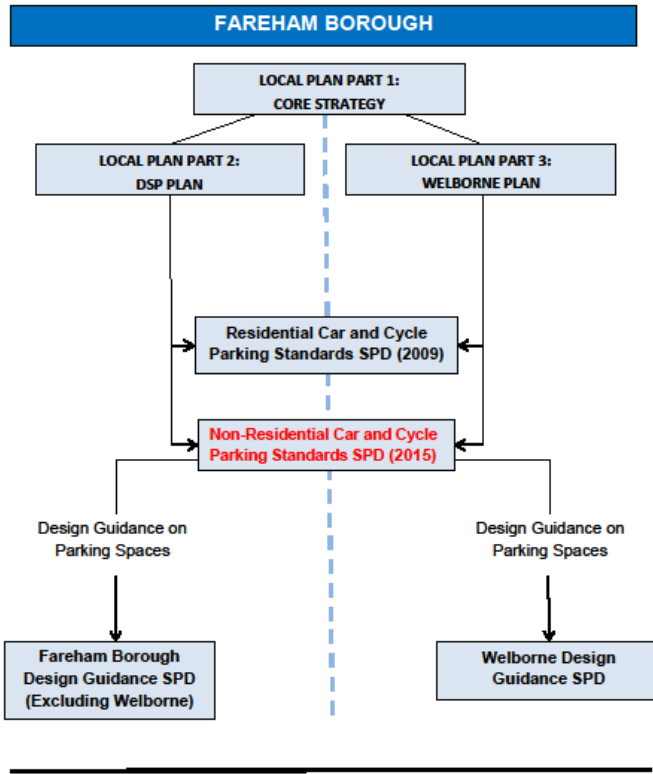 FAREHAM BOROUGH
LOCAL PLAN PART 1:
CORE STRATEGY
LOCAL PLAN PART 2:
DSP PLAN
LOCAL PLAN PART 3:
WELBORNE PLAN
Residential Car and Cycle
Parking Standards SPD (2009)
Non-Residential Car and Cycle
Parking Standards SPD (2015)
Design Guidance on
Parking Spaces
Design Guidance on
Parking Spaces
Fareham Borough
Design Guidance SPD
(Excluding Welborne)
Welborne Design
Guidance SPD